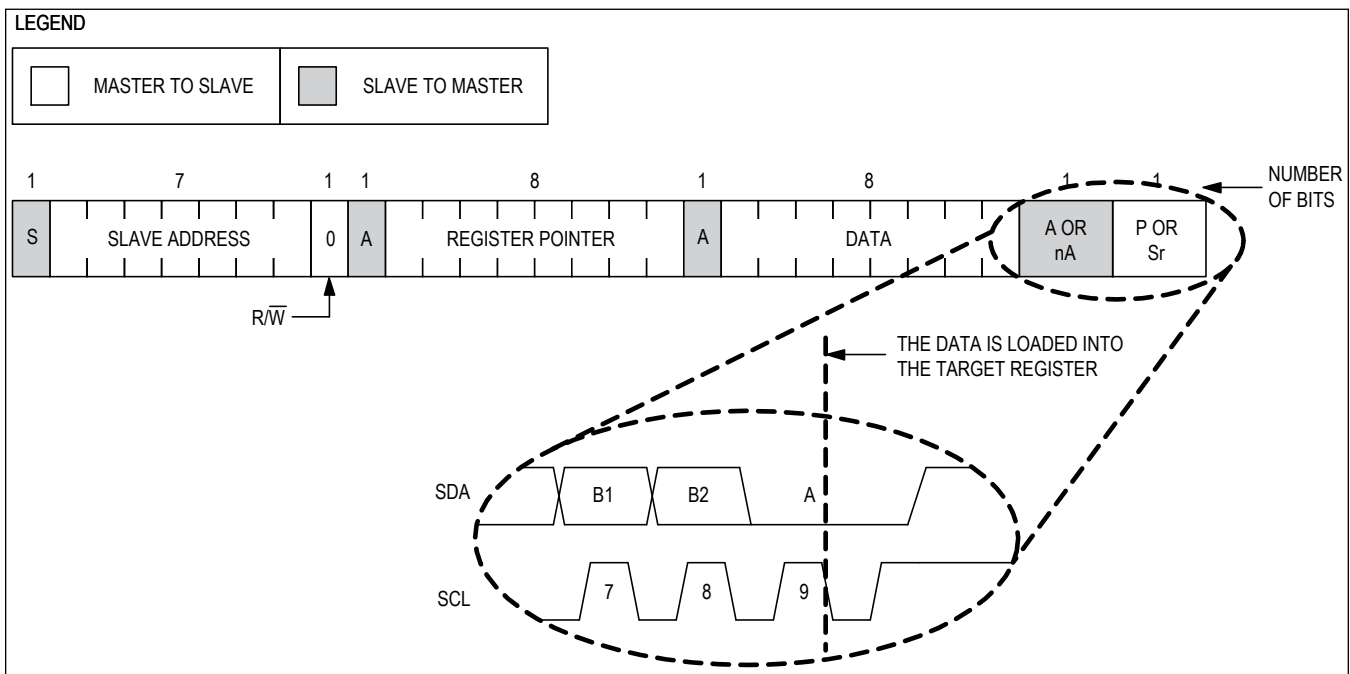 LEGEND
MASTER TO SLAVE
SLAVE TO MASTER
1 7 1 1 8 1 8 1 1
NUMBER
OF BITS
S SLAVE ADDRESS 0 A REGISTER POINTER A DATA A OR
nA P OR
Sr
R/W̅
THE DATA IS LOADED INTO
THE TARGET REGISTER
SDA B1 B2 A
SCL 7 8 9